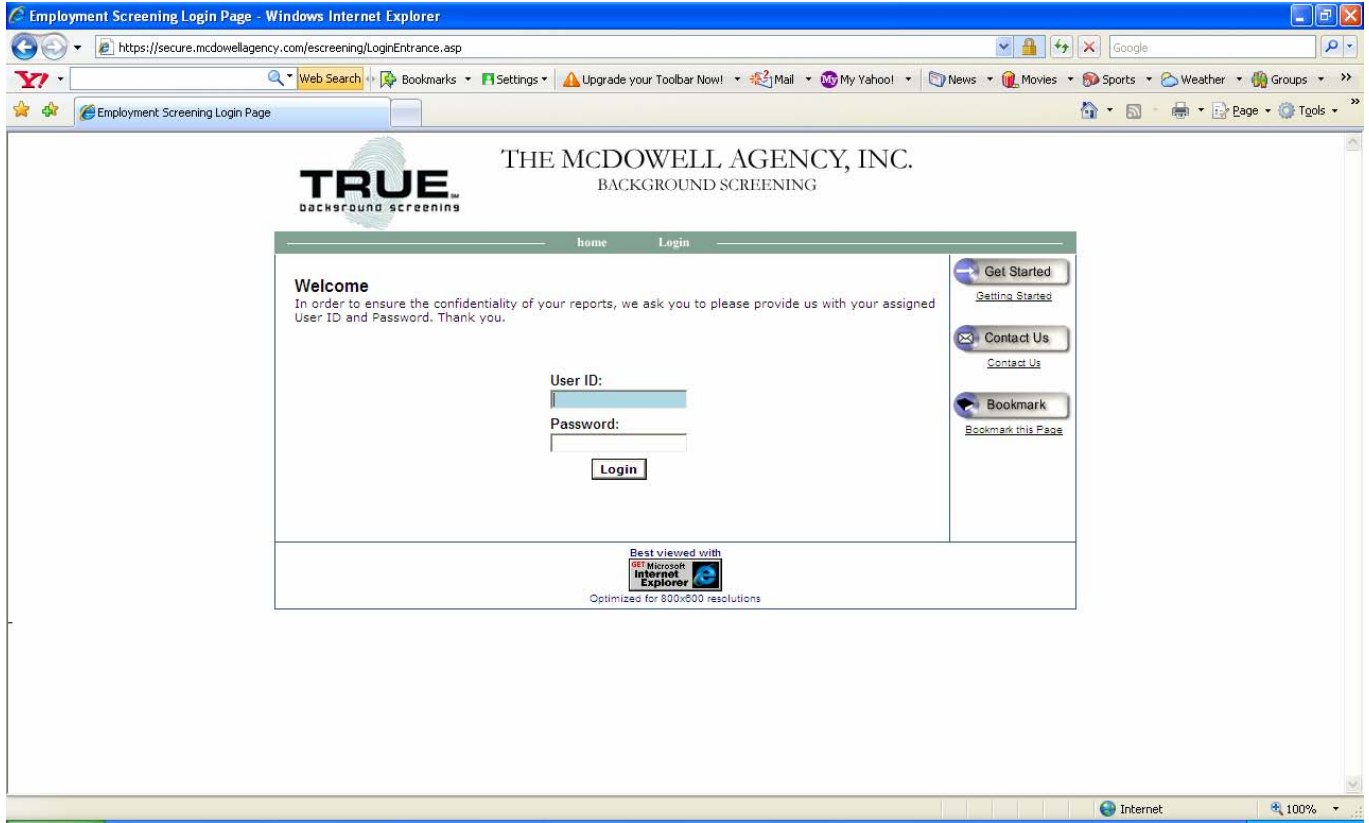 Employment Screening Login Page - Windows Internet Explorer
https://secure.mcdowellagency.com/escreening/LoginEntrance.asp Google
Y! Web Search Bookmarks Settings Upgrade your Toolbar Now! Mail My Yahoo! News Movies Sports Weather Groups »
Employment Screening Login Page Page Tools »
TRUE SM
background screening
THE MCDOWELL AGENCY, INC.
BACKGROUND SCREENING
home Login
Welcome
In order to ensure the confidentiality of your reports, we ask you to please provide us with your assigned
User ID and Password. Thank you.
User ID:
Password:
Login
Get Started
Getting Started
Contact Us
Contact Us
Bookmark
Bookmark this Page
Best viewed with
GET Microsoft
Internet
Explorer
Optimized for 800x600 resolutions
Internet 100%